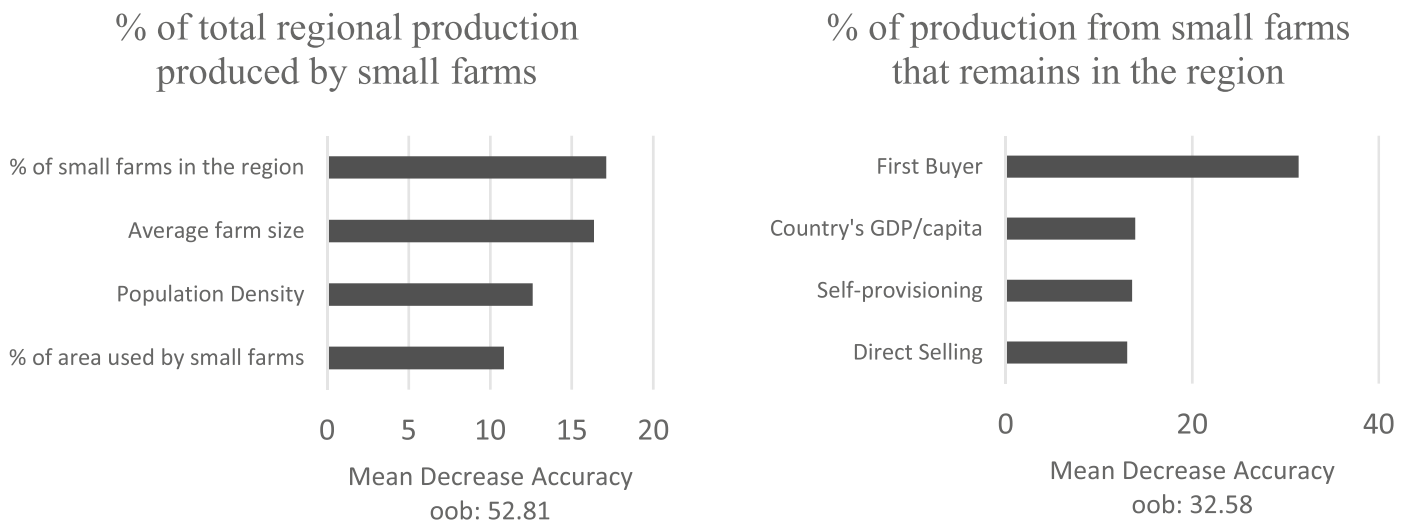 % of total regional production
produced by small farms
% of small farms in the region
Average farm size
Population Density
% of area used by small farms
0 5 10 15 20
Mean Decrease Accuracy
oob: 52.81
% of production from small farms
that remains in the region
First Buyer
Country's GDP/capita
Self-provisioning
Direct Selling
0 20 40
Mean Decrease Accuracy
oob: 32.58